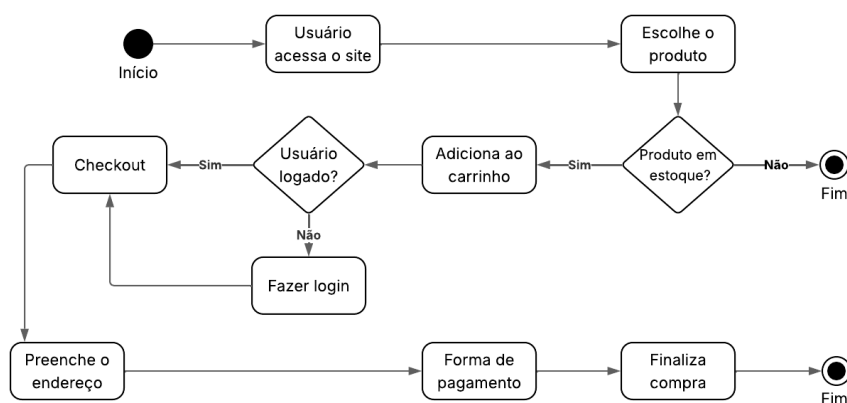 Início
Usuário
acessa o site
Escolhe o
produto
Produto em
estoque?
Não
Fim
Sim
Adiciona ao
carrinho
Usuário
logado?
Sim
Checkout
Não
Fazer login
Preenche o
endereço
Forma de
pagamento
Finaliza
compra
Fim